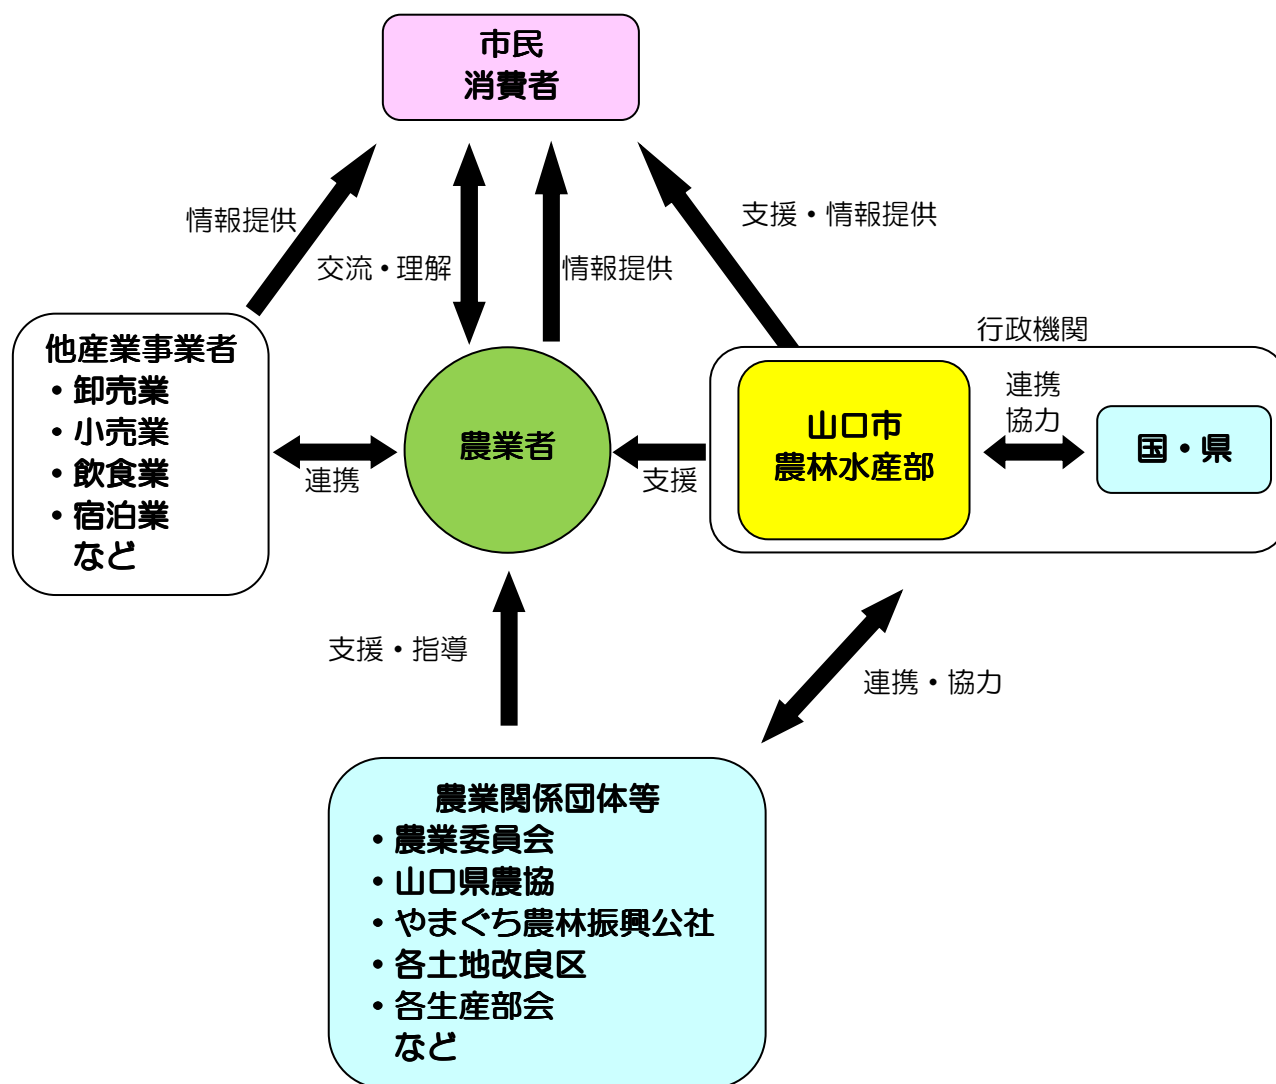 市民
消費者
情報提供
支援・情報提供
交流・理解
情報提供
行政機関
他産業事業者
・卸売業
・小売業
・飲食業
・宿泊業
など
連携
農業者
支援
山口市
農林水産部
連携
協力
国・県
支援・指導
連携・協力
農業関係団体等
・農業委員会
・山口県農協
・やまぐち農林振興公社
・各土地改良区
・各生産部会
など